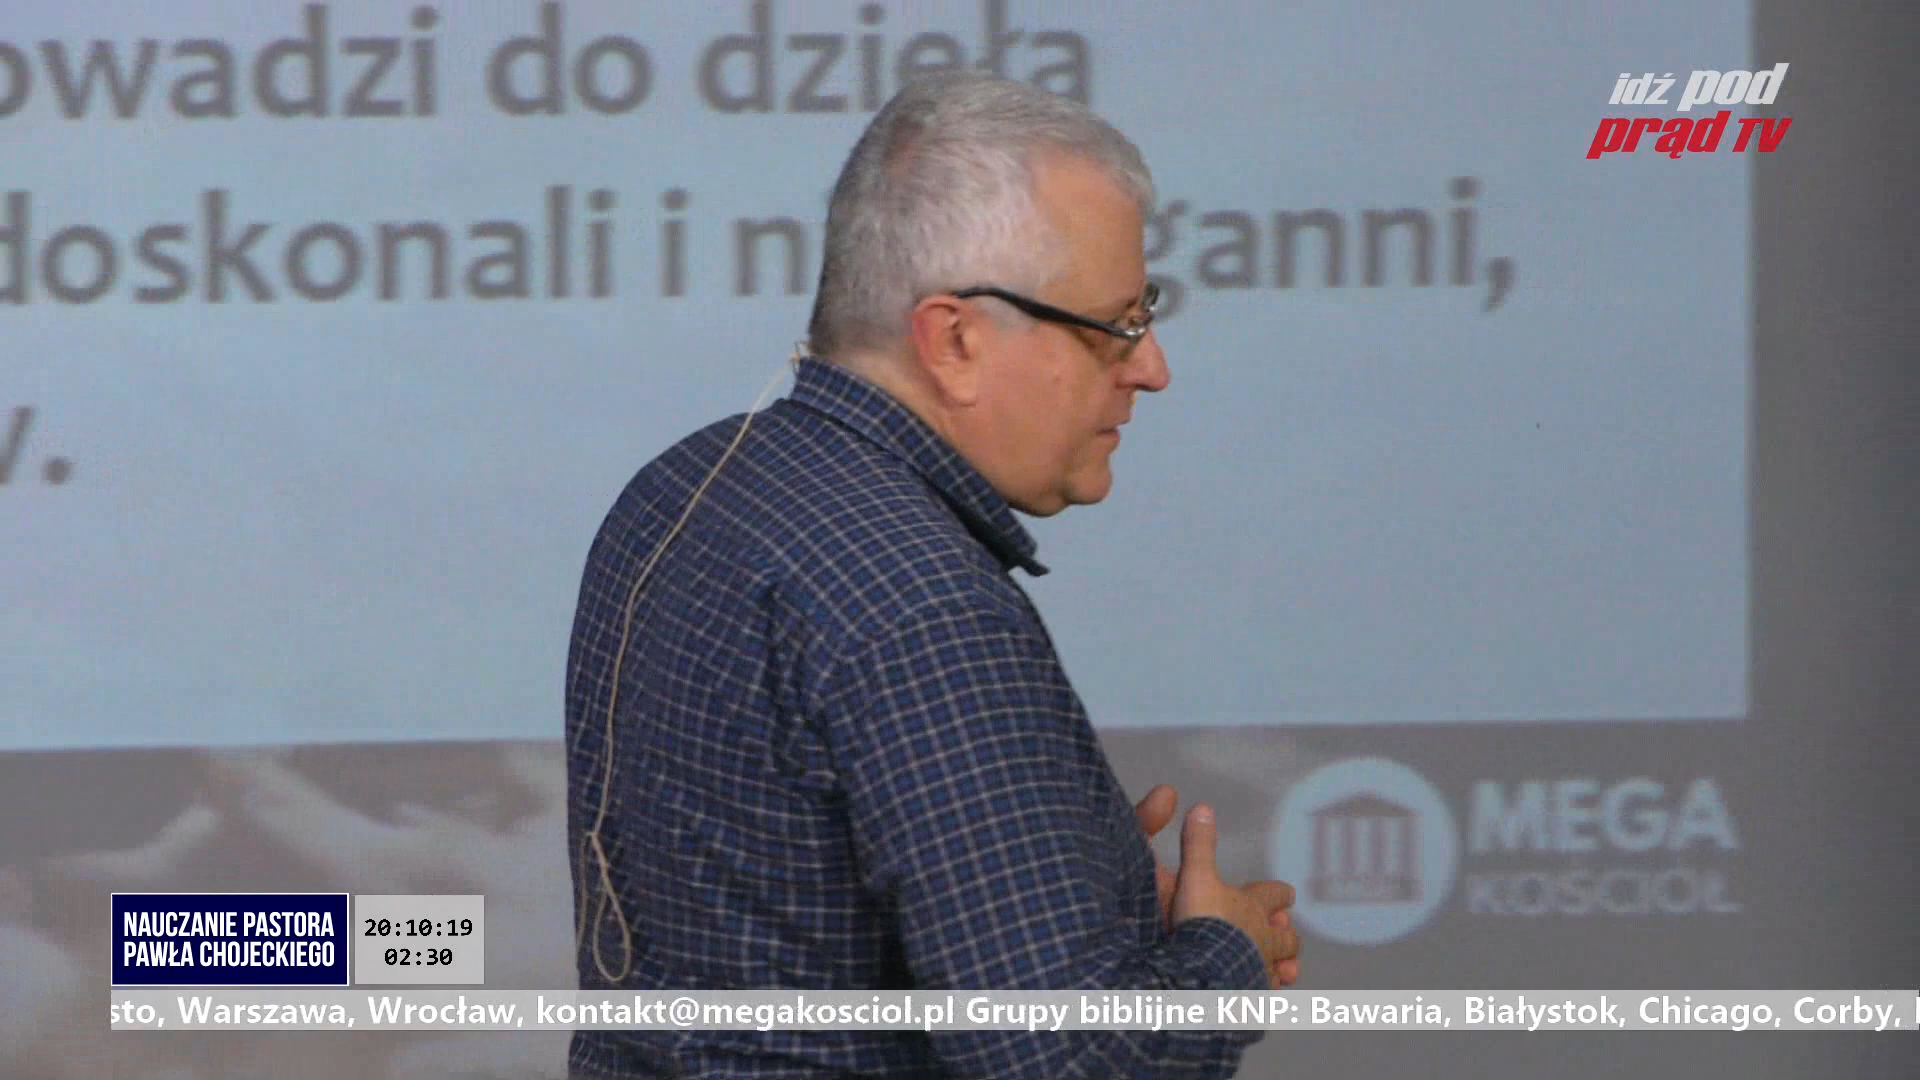 owadzi do dzieła
doskonali i n ganni,
idź pod
prąd TV
MEGA
KOŚCIÓŁ
NAUCZANIE PASTORA
PAWŁA CHOJECKIEGO
20:10:19
02:30
sto, Warszawa, Wrocław, kontakt@megakosciol.pl Grupy biblijne KNP: Bawaria, Białystok, Chicago, Corby,